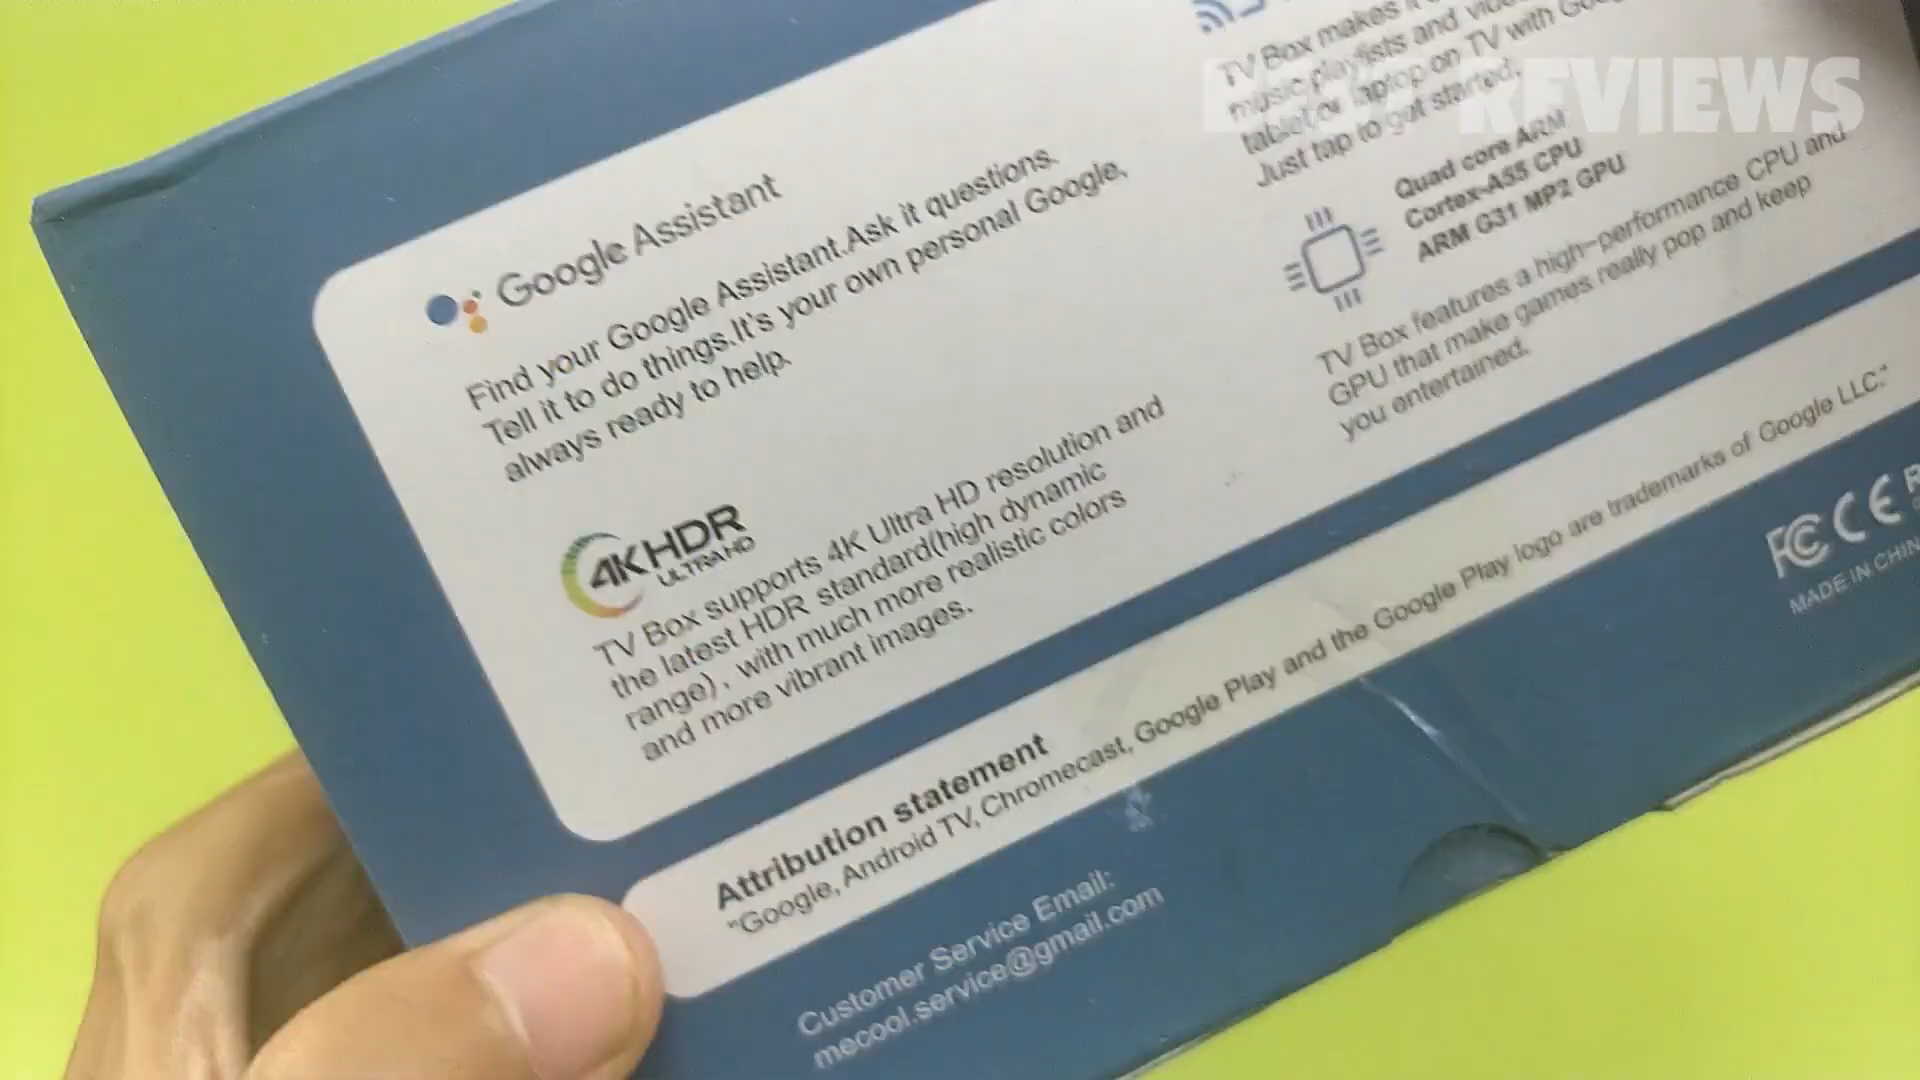 Google Assistant
Find your Google Assistant.Ask it questions.
Tell it to do things.It's your own personal Google,
always ready to help.
4K HDR
ULTRA HD
TV Box supports 4K Ultra HD resolution and
the latest HDR standard(high dynamic
range), with much more realistic colors
and more vibrant images.
TV Box makes it
music playlists and
tablet or laptop on TV with
Just tap to get started.
REVIEWS
Quad core ARM
Cortex-A55 CPU
ARM G31 MP2 GPU
TV Box features a high-performance CPU and
GPU that make games really pop and keep
you entertained.
Attribution statement
"Google, Android TV, Chromecast, Google Play and the Google Play logo are trademarks of Google LLC."
Customer Service Email:
mecool.service@gmail.com
FC CE
MADE IN